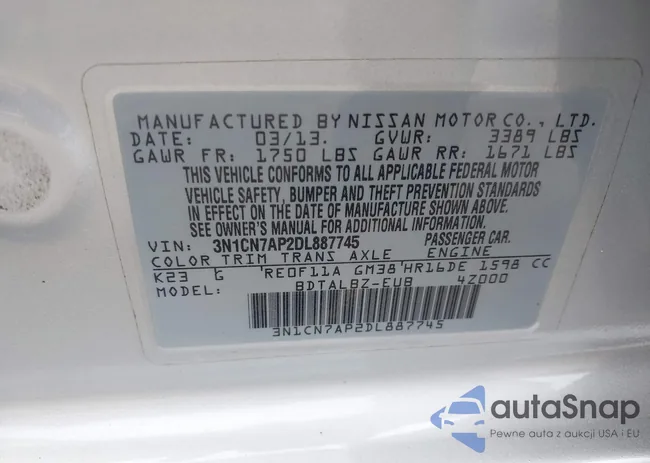 MANUFACTURED BY NISSAN MOTOR CO., LTD.
DATE: 03/13. GVWR: 3389 LBS
GAWR FR: 1750 LBS GAWR RR: 1671 LBS
THIS VEHICLE CONFORMS TO ALL APPLICABLE FEDERAL MOTOR
VEHICLE SAFETY, BUMPER AND THEFT PREVENTION STANDARDS
IN EFFECT ON THE DATE OF MANUFACTURE SHOWN ABOVE.
SEE OWNER'S MANUAL FOR ADDITIONAL INFORMATION.
VIN: 3N1CN7AP2DL887745 PASSENGER CAR.
COLOR TRIM TRANS AXLE ENGINE
K23 G 'RE0F11A GM38'HR16DE 1598 CC
MODEL: BDTALBZ-EUB 4Z000
3N1CN7AP2DL887745
autoSnap
Pewne auta z aukcji USA i EU